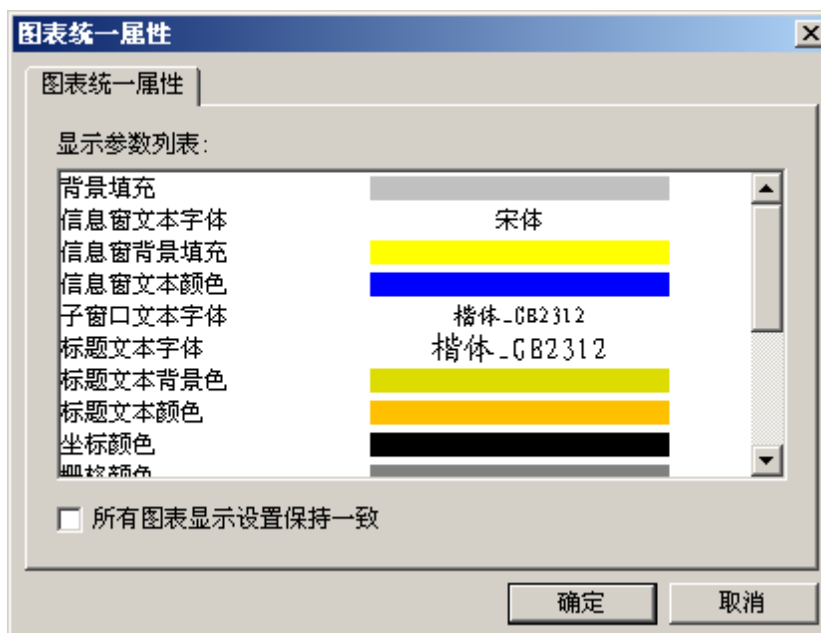 图表统一属性
图表统一属性
显示参数列表:
背景填充
信息窗文本字体 宋体
信息窗背景填充
信息窗文本颜色
子窗口文本字体 楷体_GB2312
标题文本字体 楷体_GB2312
标题文本背景色
标题文本颜色
坐标颜色
栅格颜色
所有图表显示设置保持一致
确定 取消